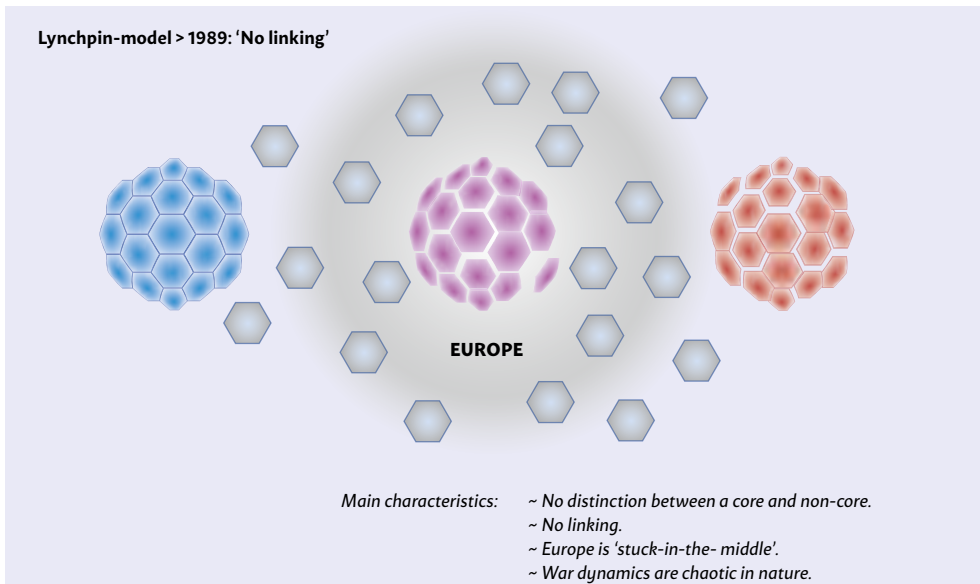 Lynchpin-model > 1989: ‘No linking’
EUROPE
Main characteristics: ~ No distinction between a core and non-core.
~ No linking.
~ Europe is ‘stuck-in-the- middle’.
~ War dynamics are chaotic in nature.